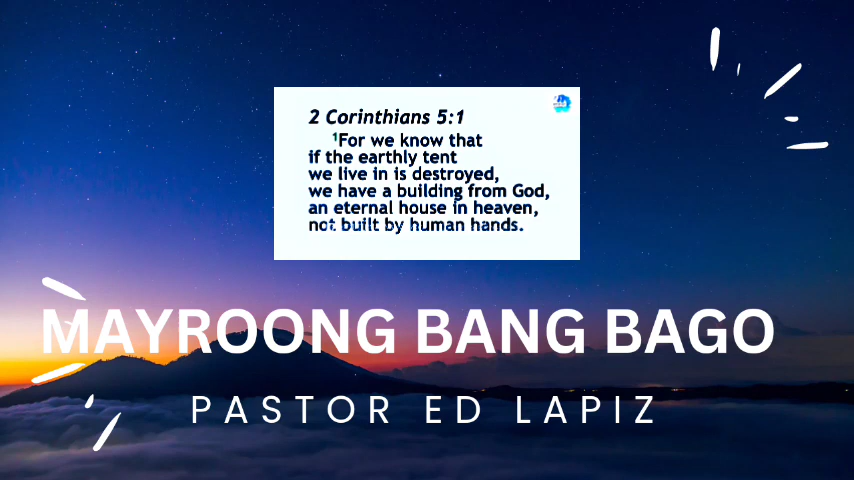 2 Corinthians 5:1
¹For we know that
if the earthly tent
we live in is destroyed,
we have a building from God,
an eternal house in heaven,
not built by human hands.
MAYROONG BANG BAGO
PASTOR ED LAPIZ